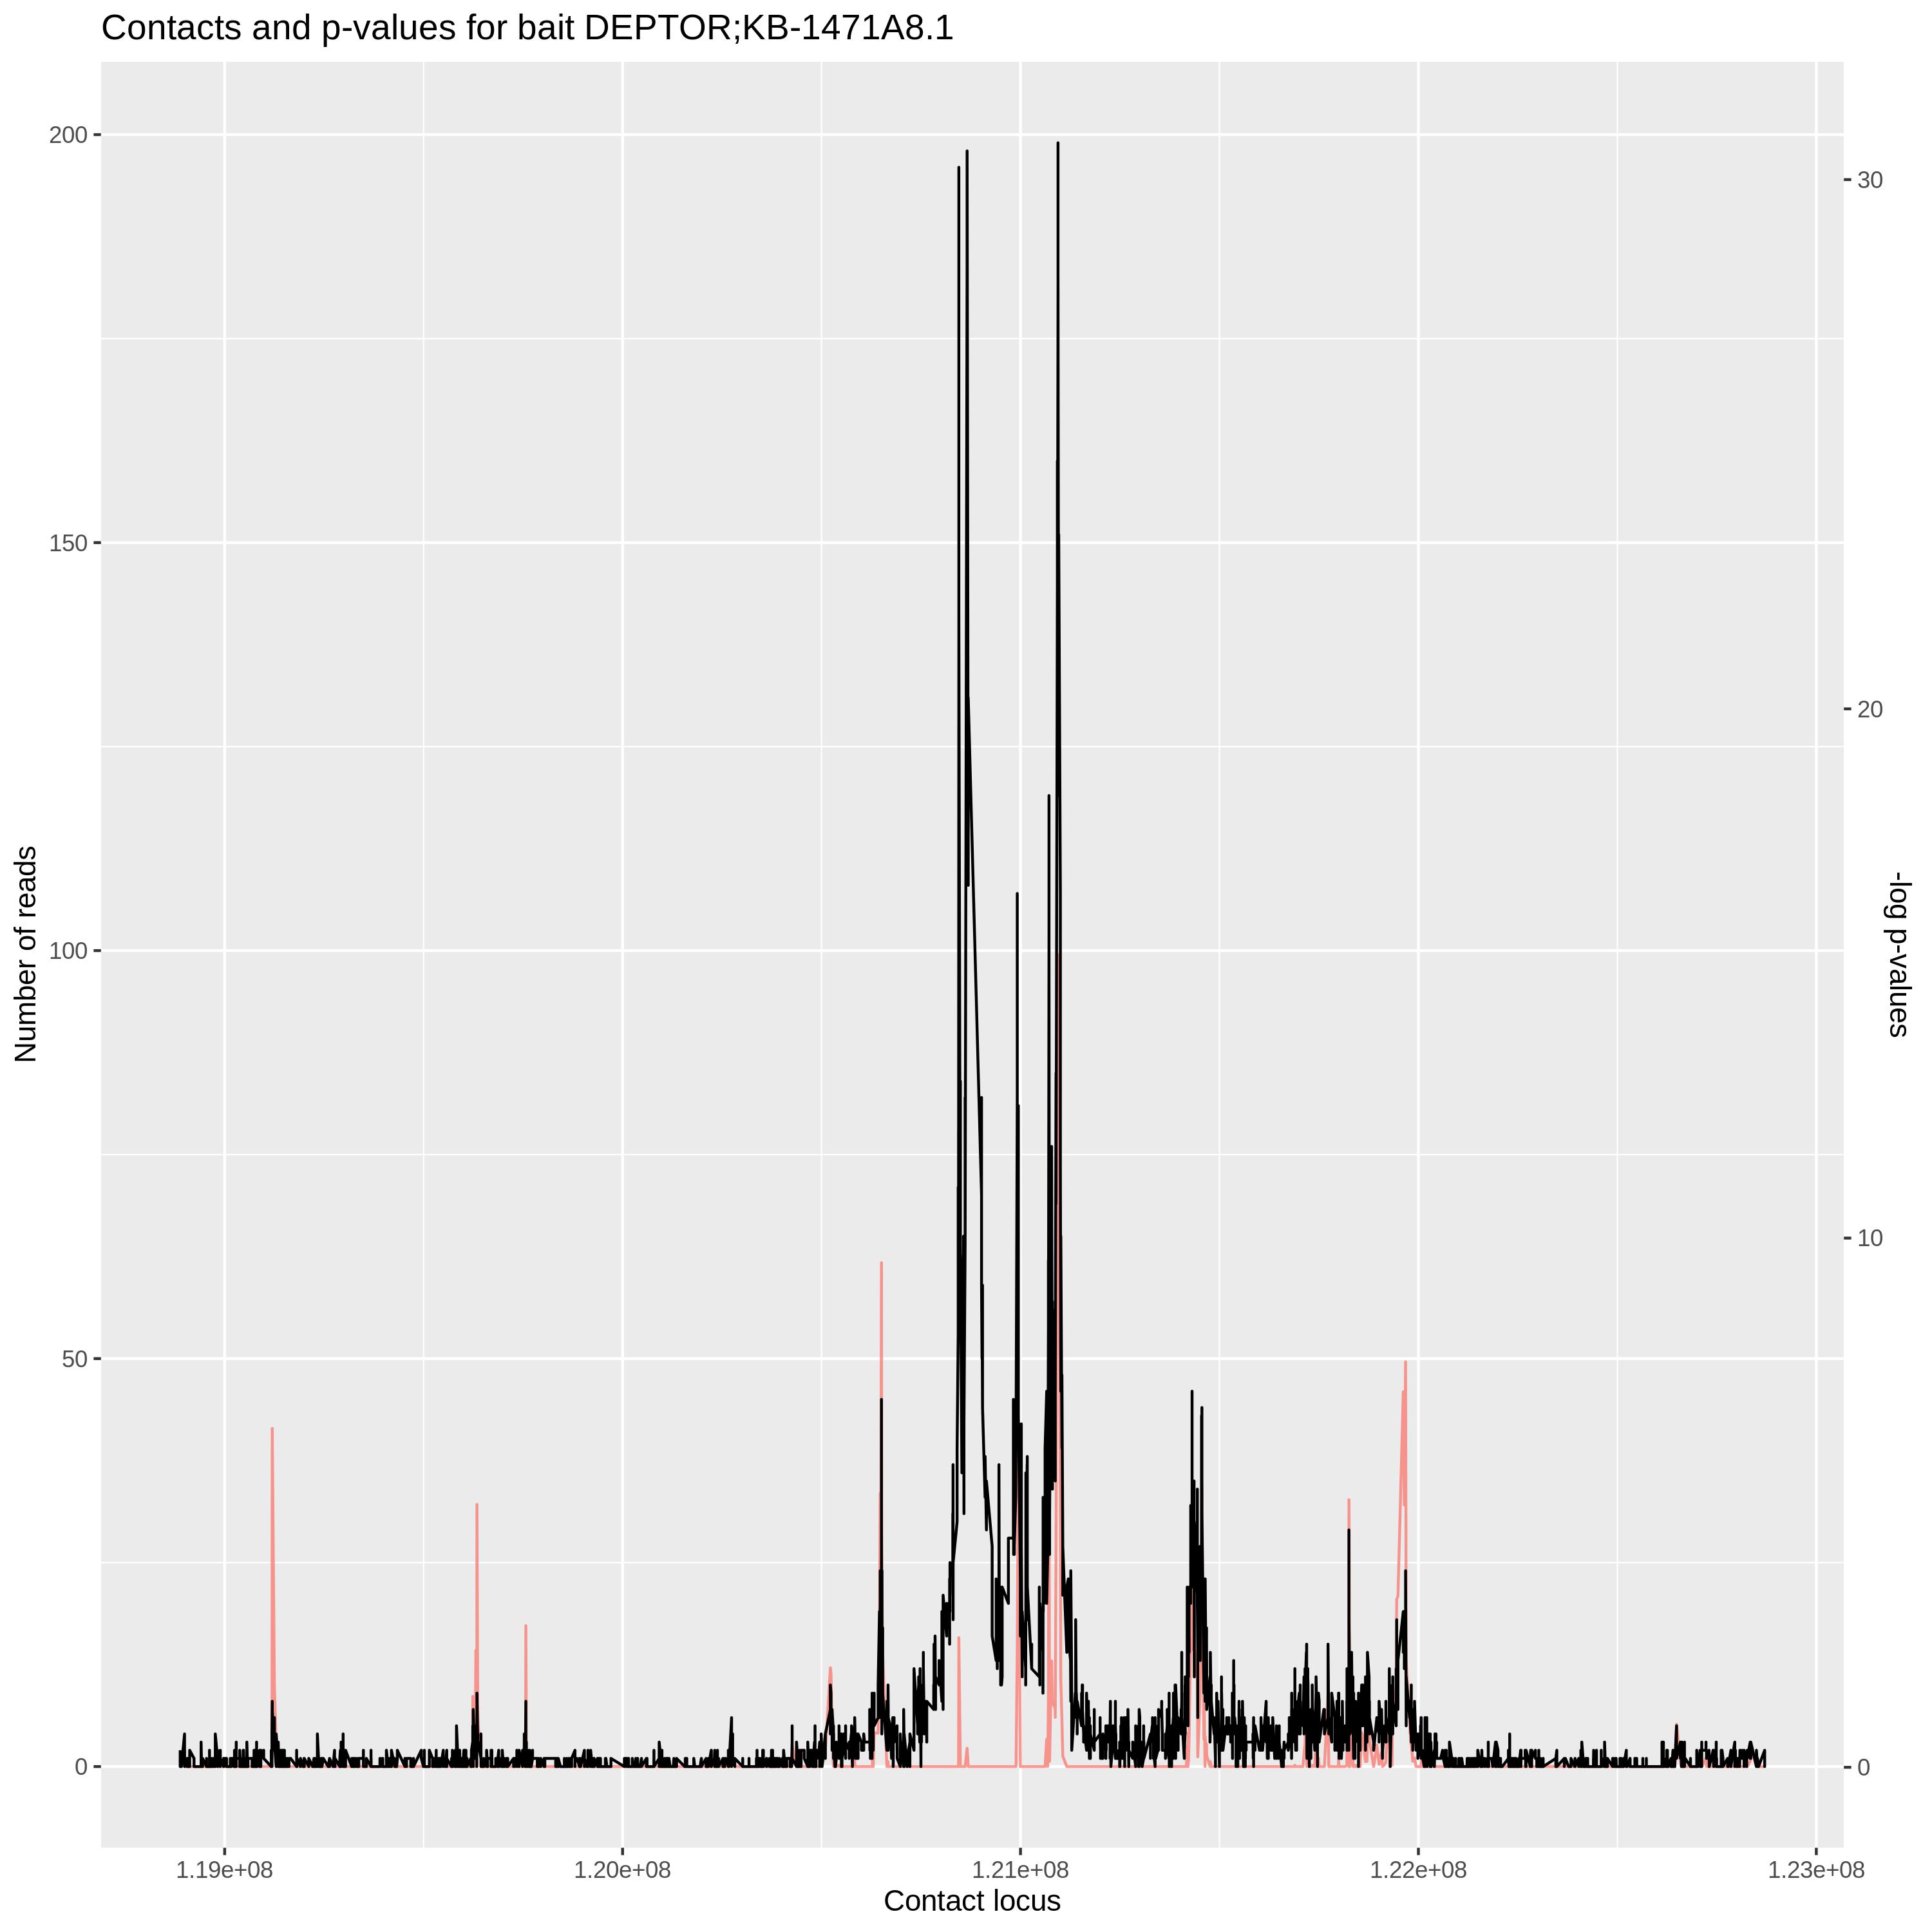 Contacts and p-values for bait DEPTOR;KB-1471A8.1
200
150
100
50
0
Number of reads
30
20
10
0
-log p-values
1.19e+08
1.20e+08
1.21e+08
1.22e+08
1.23e+08
Contact locus